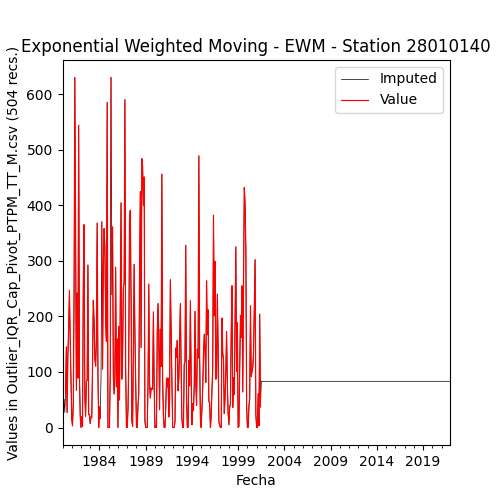 Exponential Weighted Moving - EWM - Station 28010140
Imputed
Value
Values in Outlier_IQR_Cap_Pivot_PTPM_TT_M.csv (504 recs.)
600
500
400
300
200
100
0
1984 1989 1994 1999 2004 2009 2014 2019
Fecha